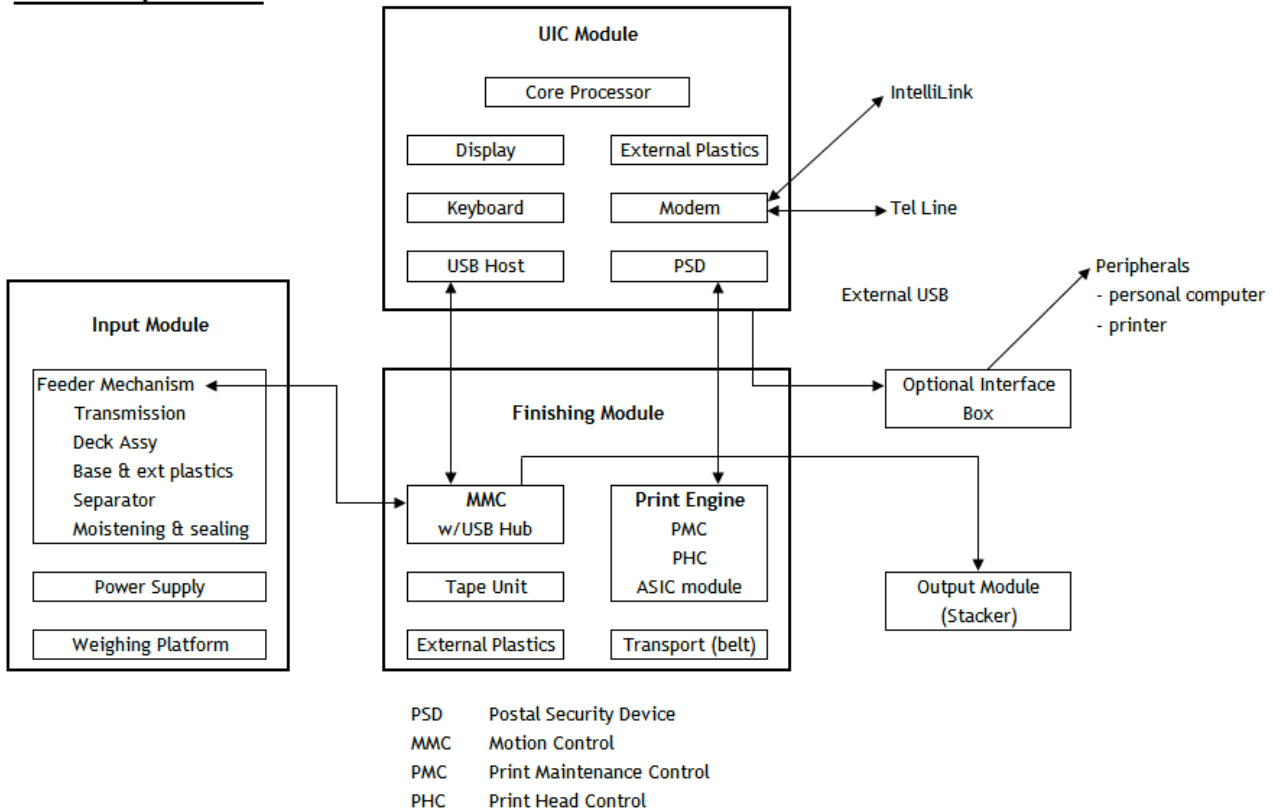 UIC Module
Core Processor
Display
External Plastics
Keyboard
Modem
USB Host
PSD
IntelliLink
Tel Line
External USB
Peripherals
- personal computer
- printer
Optional Interface
Box
Input Module
Feeder Mechanism
Transmission
Deck Assy
Base & ext plastics
Separator
Moistening & sealing
Power Supply
Weighing Platform
Finishing Module
MMC
w/USB Hub
Print Engine
PMC
PHC
ASIC module
Tape Unit
External Plastics
Transport (belt)
Output Module
(Stacker)
PSD Postal Security Device
MMC Motion Control
PMC Print Maintenance Control
PHC Print Head Control